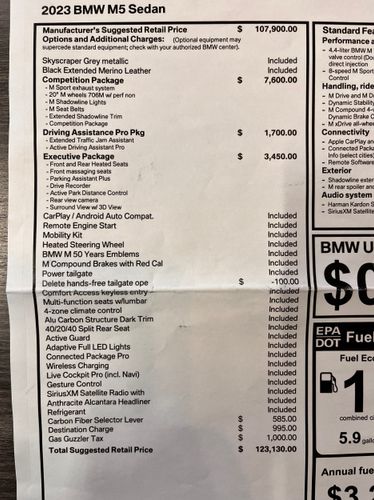 2023 BMW M5 Sedan
Manufacturer's Suggested Retail Price $ 107,900.00
Options and Additional Charges: (Optional equipment may
supercede standard equipment; check with your authorized BMW center).
Skyscraper Grey metallic Included
Black Extended Merino Leather Included
Competition Package $ 7,600.00
- M Sport exhaust system
- 20" M wheels 706M w/ perf non
- M Shadowline Lights
- M Seat Belts
- Extended Shadowline Trim
- Competition Package
Driving Assistance Pro Pkg $ 1,700.00
- Extended Traffic Jam Assistant
- Active Driving Assistant Pro
Executive Package $ 3,450.00
- Front and Rear Heated Seats
- Front massaging seats
- Parking Assistant Plus
- Drive Recorder
- Active Park Distance Control
- Rear view camera
- Surround View w/ 3D View
CarPlay / Android Auto Compat. Included
Remote Engine Start Included
Mobility Kit Included
Heated Steering Wheel Included
BMW M 50 Years Emblems Included
M Compound Brakes with Red Cal Included
Power tailgate Included
Delete hands-free tailgate ope $ -100.00
Comfort Access keyless entry Included
Multi-function seats w/lumbar Included
4-zone climate control Included
Alu Carbon Structure Dark Trim Included
40/20/40 Split Rear Seat Included
Active Guard Included
Adaptive Full LED Lights Included
Connected Package Pro Included
Wireless Charging Included
Live Cockpit Pro (incl. Navi) Included
Gesture Control Included
SiriusXM Satellite Radio with Included
Anthracite Alcantara Headliner Included
Refrigerant Included
Carbon Fiber Selector Lever $ 585.00
Destination Charge $ 995.00
Gas Guzzler Tax $ 1,000.00
Total Suggested Retail Price $ 123,130.00
Standard Fea
Performance a
- 4.4-liter BMW M
valve control (Do
direct injection
- 8-speed M Sport
Control
Handling, ride
- M Drive and M D
- Dynamic Stability
- M Compound 4-
Dynamic Brake C
- M xDrive all-whe
Connectivity
- Apple CarPlay an
- Connected Packa
Info (select cities)
- Remote Software
Exterior
- Shadowline exter
- M rear spoiler and
Audio system
- Harman Kardon S
- SiriusXM Satellite
BMW U
$0
EPA
DOT Fuel
Fuel Eco
1
combined ci
5.9 gallo
Annual fue